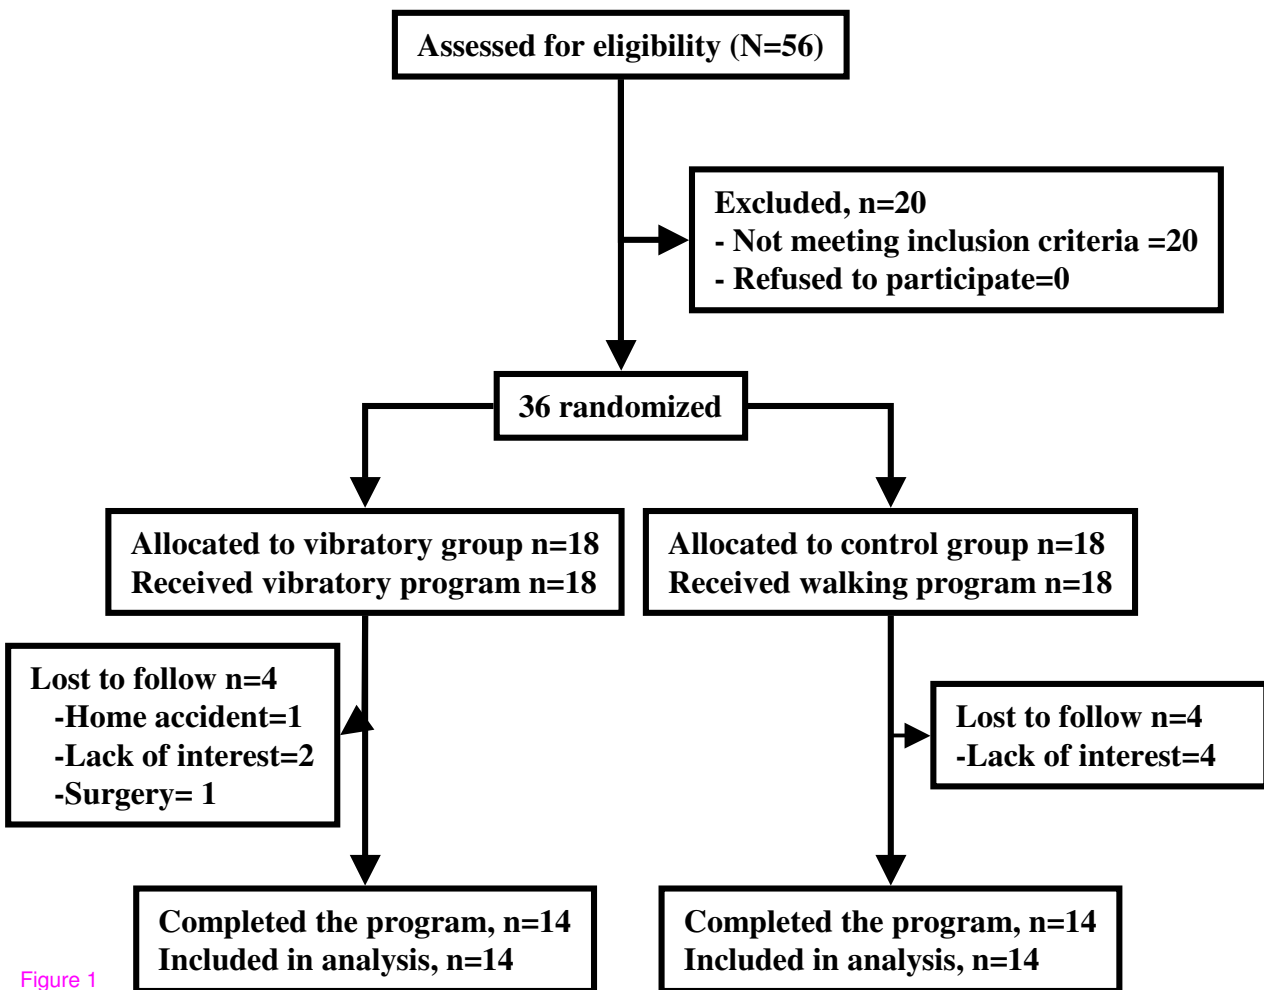 Assessed for eligibility (N=56)
Excluded, n=20
- Not meeting inclusion criteria =20
- Refused to participate=0
36 randomized
Allocated to vibratory group n=18
Received vibratory program n=18
Allocated to control group n=18
Received walking program n=18
Lost to follow n=4
-Home accident=1
-Lack of interest=2
-Surgery= 1
Lost to follow n=4
-Lack of interest=4
Completed the program, n=14
Included in analysis, n=14
Completed the program, n=14
Included in analysis, n=14
Figure 1